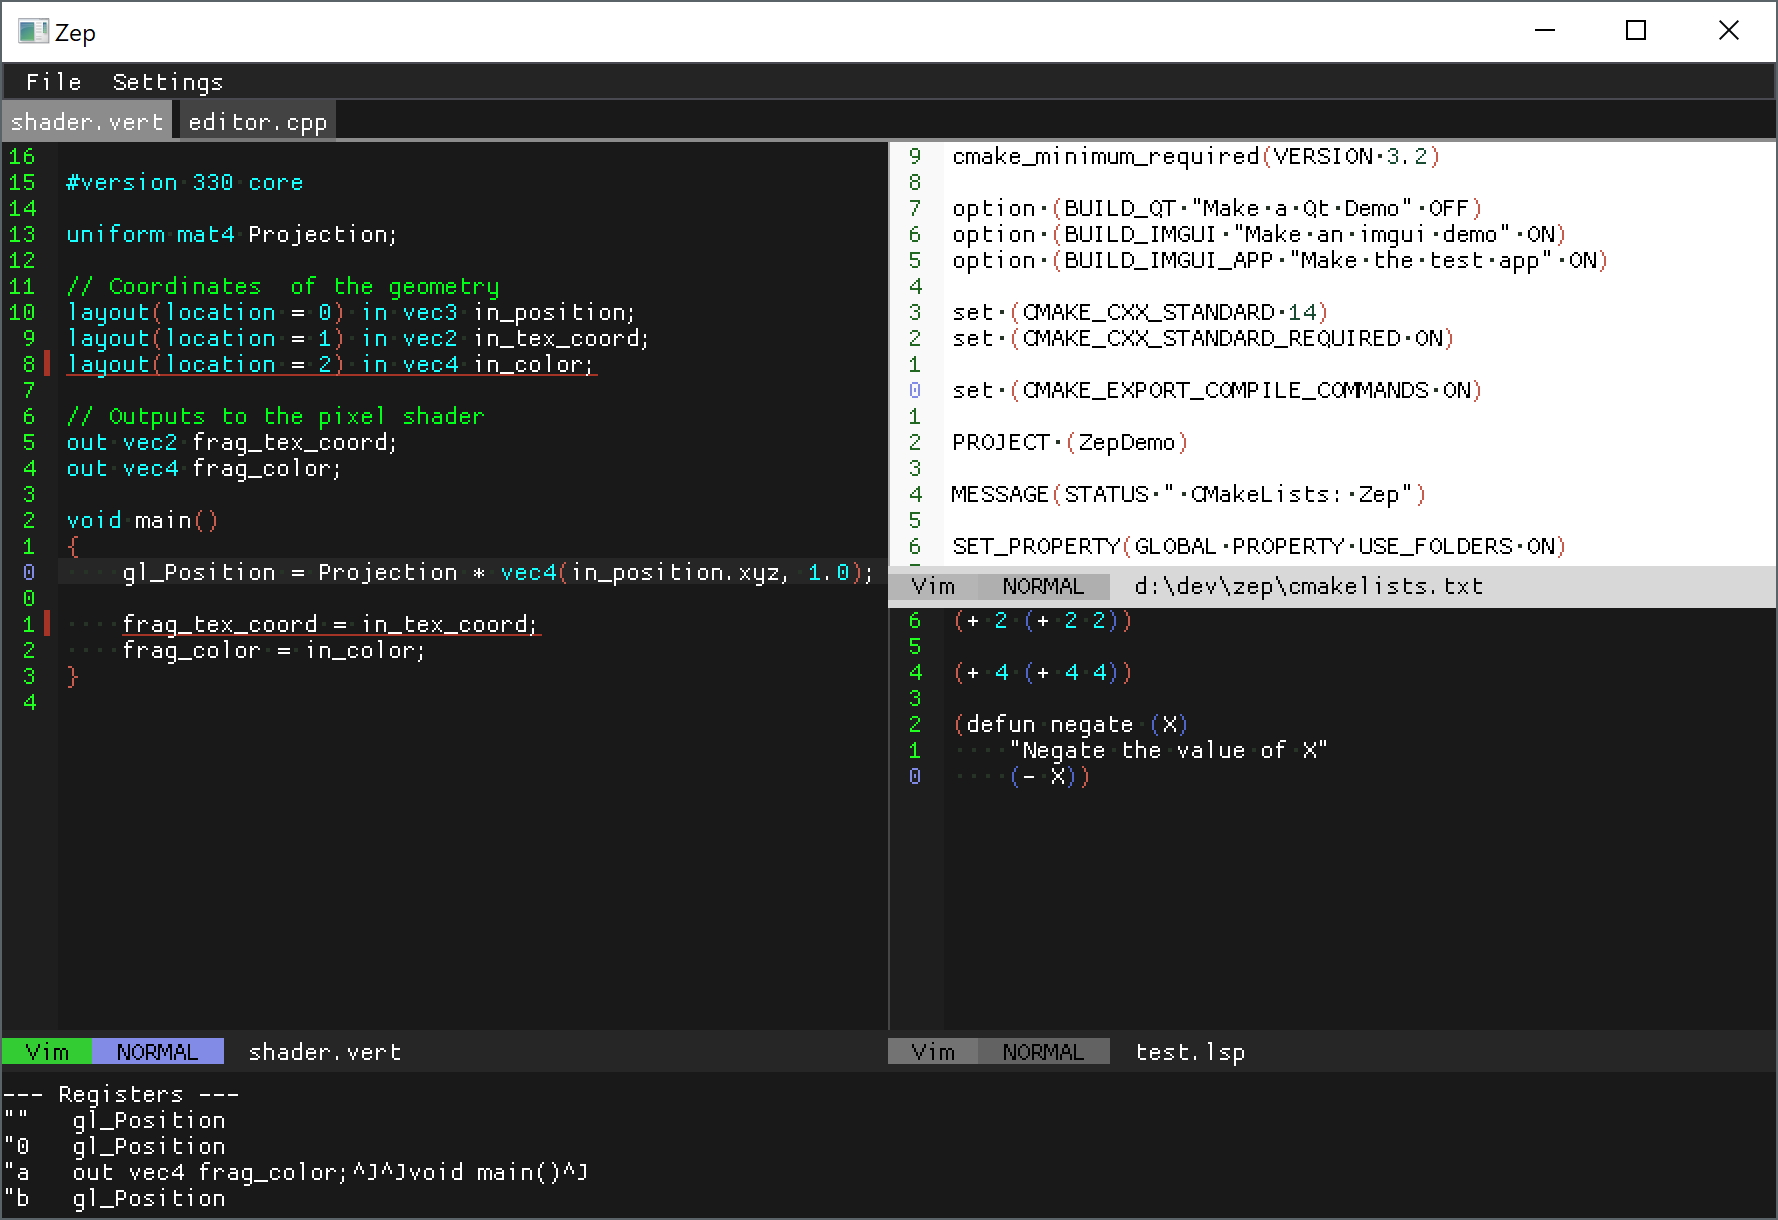 Zep
File Settings
shader.vert editor.cpp
16
15 #version 330 core
14
13 uniform mat4 Projection;
12
11 // Coordinates  of the geometry
10 layout(location = 0) in vec3 in_position;
9 layout(location = 1) in vec2 in_tex_coord;
8 layout(location = 2) in vec4 in_color;
7
6 // Outputs to the pixel shader
5 out vec2 frag_tex_coord;
4 out vec4 frag_color;
3
2 void main()
1 {
0     gl_Position = Projection * vec4(in_position.xyz, 1.0);
0
1     frag_tex_coord = in_tex_coord;
2     frag_color = in_color;
3 }
4
Vim NORMAL shader.vert
9 cmake_minimum_required(VERSION·3.2)
8
7 option·(BUILD_QT·"Make·a·Qt·Demo"·OFF)
6 option·(BUILD_IMGUI·"Make·an·imgui·demo"·ON)
5 option·(BUILD_IMGUI_APP·"Make·the·test·app"·ON)
4
3 set·(CMAKE_CXX_STANDARD·14)
2 set·(CMAKE_CXX_STANDARD_REQUIRED·ON)
1
0 set·(CMAKE_EXPORT_COMPILE_COMMANDS·ON)
1
2 PROJECT·(ZepDemo)
3
4 MESSAGE(STATUS·"·CMakeLists:·Zep")
5
6 SET_PROPERTY(GLOBAL·PROPERTY·USE_FOLDERS·ON)
Vim NORMAL d:\dev\zep\cmakelists.txt
6 (+ 2 (+ 2 2))
5
4 (+ 4 (+ 4 4))
3
2 (defun negate (X)
1     "Negate the value of X"
0     (- X))
Vim NORMAL test.lsp
--- Registers ---
""   gl_Position
"0   gl_Position
"a   out vec4 frag_color;^J^Jvoid main()^J
"b   gl_Position